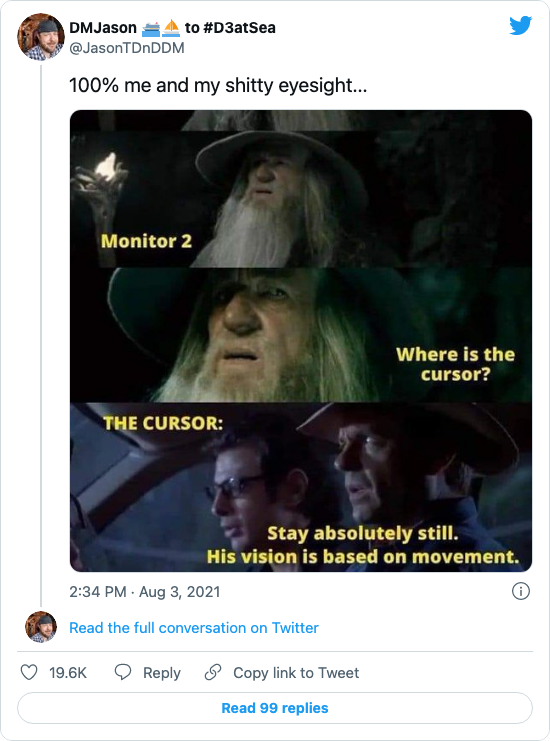 DMJason 🚢⛵ to #D3atSea
@JasonTDnDDM
100% me and my shitty eyesight...
Monitor 2
Where is the
cursor?
THE CURSOR:
Stay absolutely still.
His vision is based on movement.
2:34 PM · Aug 3, 2021
Read the full conversation on Twitter
19.6K Reply Copy link to Tweet
Read 99 replies